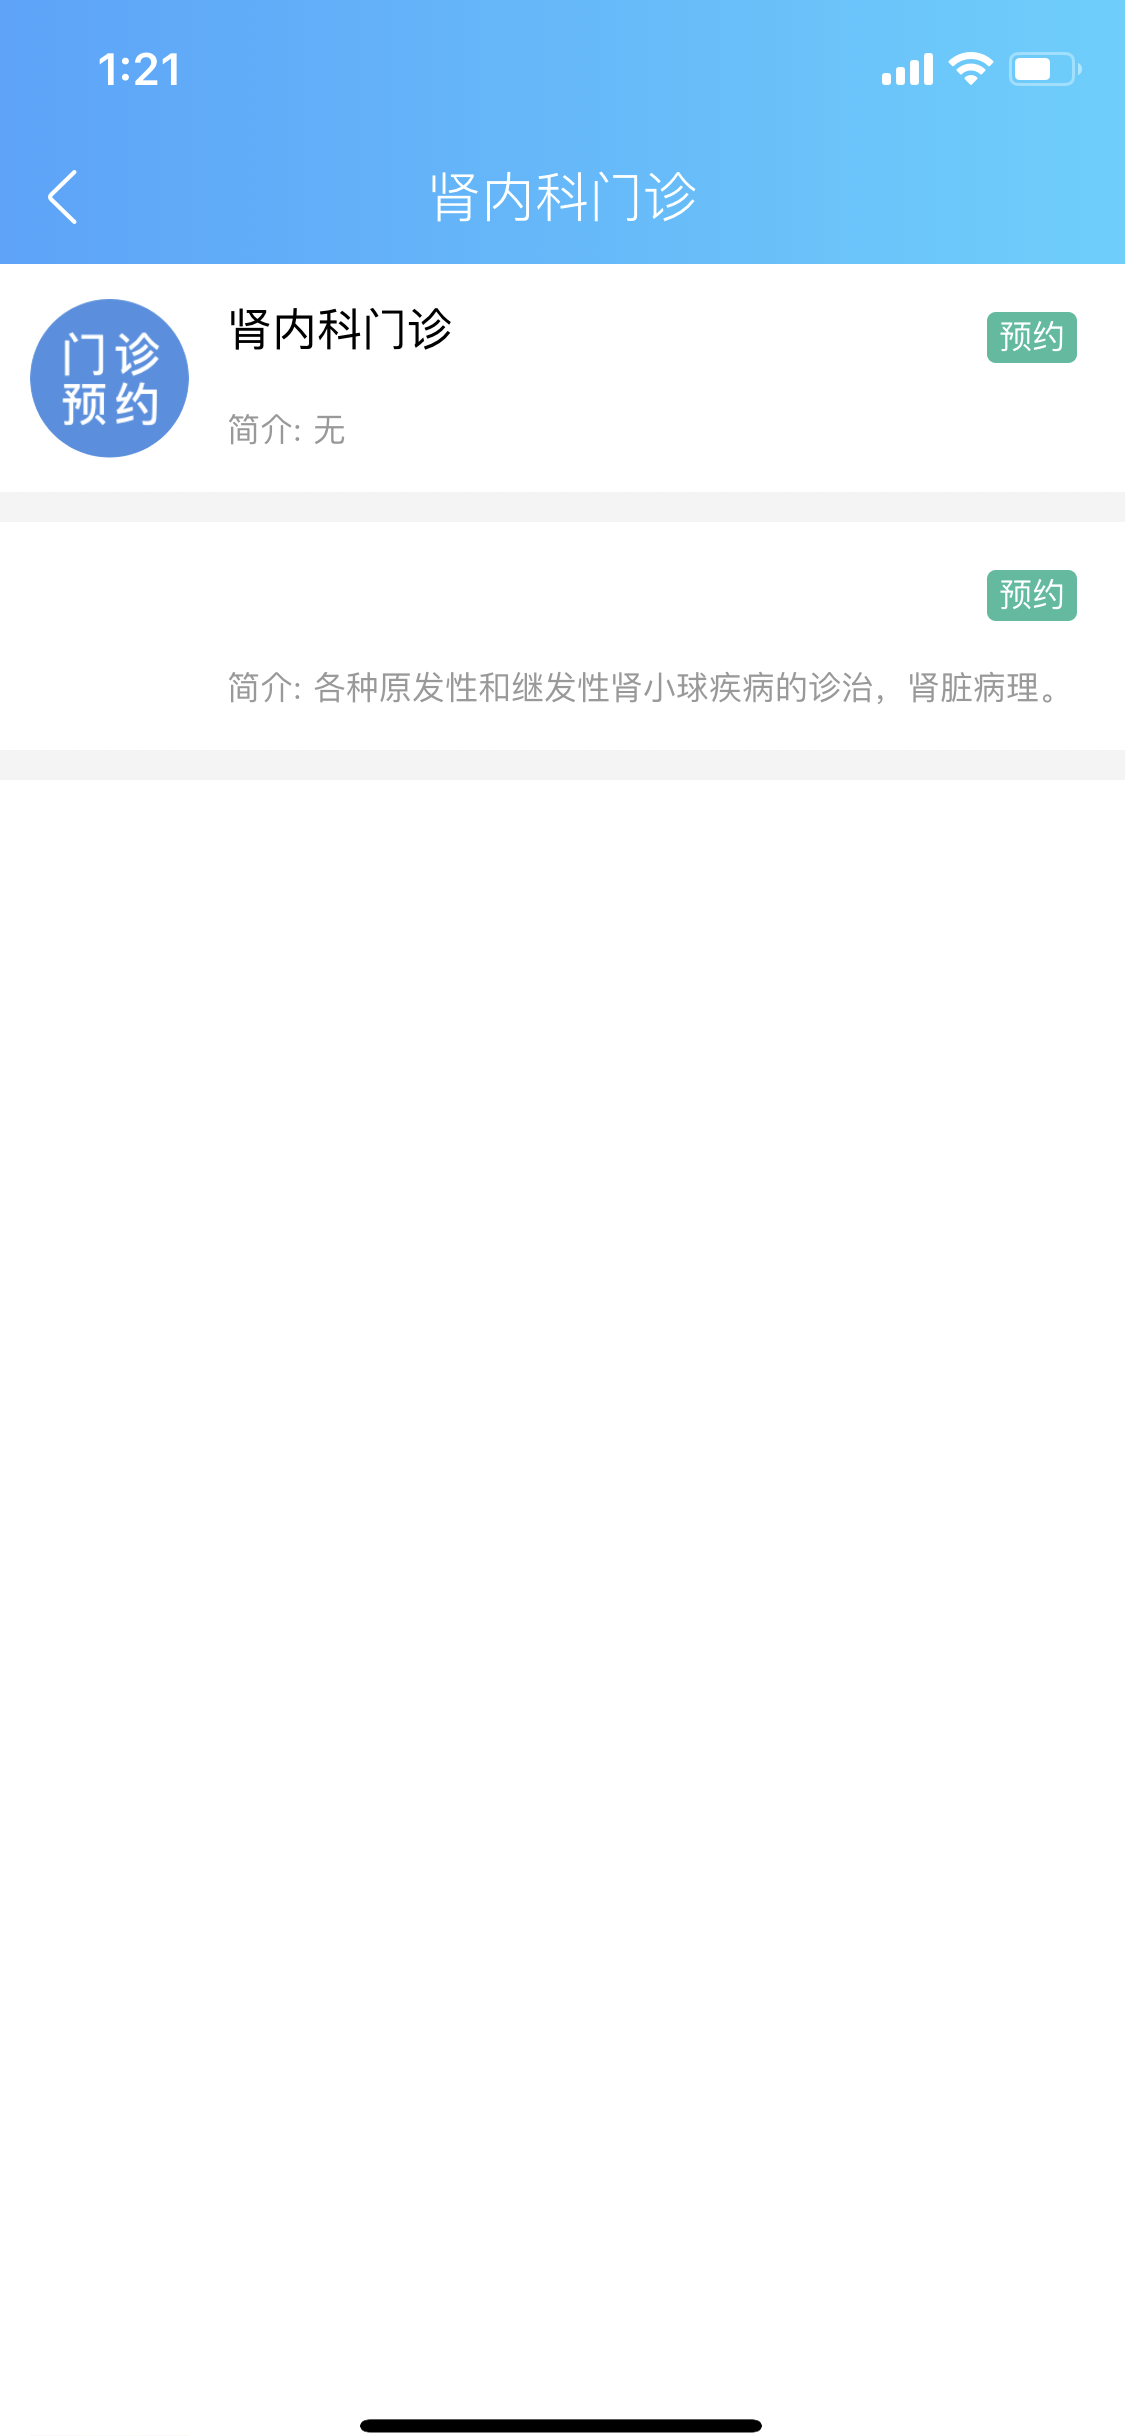 1:21
肾内科门诊
门诊
预约
肾内科门诊
预约
简介: 无
预约
简介: 各种原发性和继发性肾小球疾病的诊治，肾脏病理。